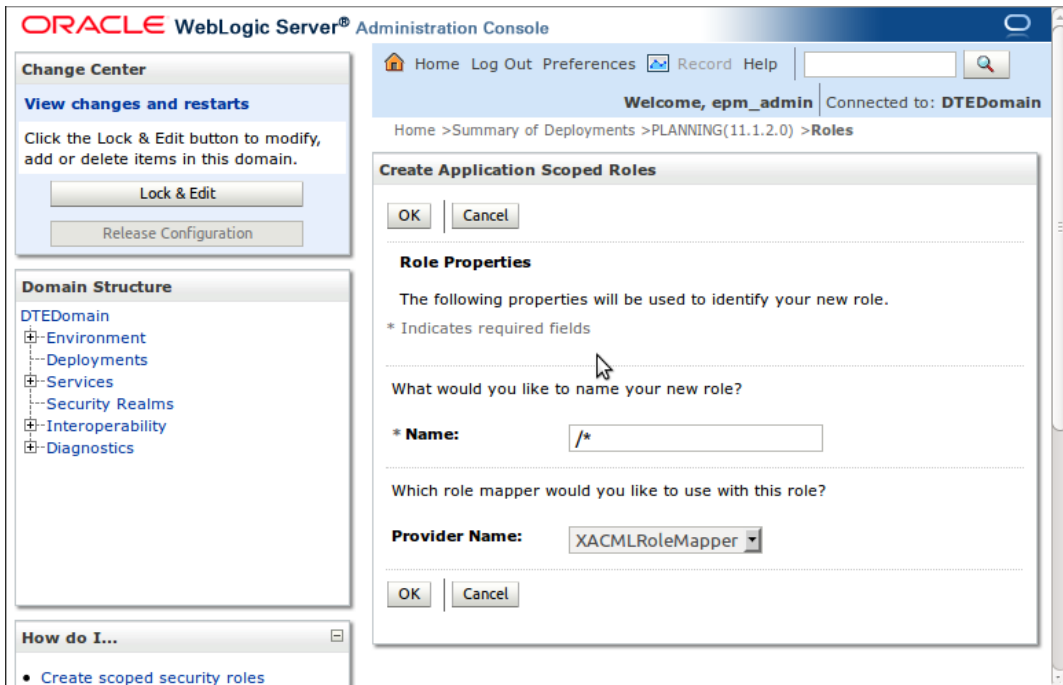 ORACLE WebLogic Server® Administration Console
Change Center
View changes and restarts
Click the Lock & Edit button to modify,
add or delete items in this domain.
Lock & Edit
Release Configuration
Domain Structure
DTEDomain
Environment
Deployments
Services
Security Realms
Interoperability
Diagnostics
How do I...
Create scoped security roles
Home Log Out Preferences Record Help
Welcome, epm_admin Connected to: DTEDomain
Home >Summary of Deployments >PLANNING(11.1.2.0) >Roles
Create Application Scoped Roles
OK Cancel
Role Properties
The following properties will be used to identify your new role.
* Indicates required fields
What would you like to name your new role?
* Name: /*
Which role mapper would you like to use with this role?
Provider Name: XACMLRoleMapper
OK Cancel